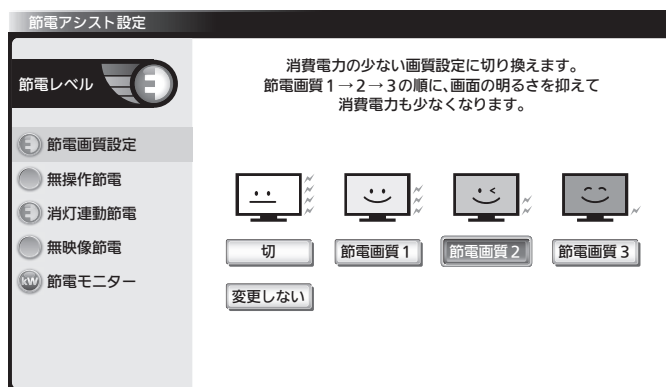 節電アシスト設定
節電レベル
E
消費電力の少ない画質設定に切り換えます。
節電画質1→2→3の順に、画面の明るさを抑えて
消費電力も少なくなります。
E 節電画質設定
無操作節電
E 消灯連動節電
無映像節電
kW 節電モニター
切
節電画質1
節電画質2
節電画質3
変更しない